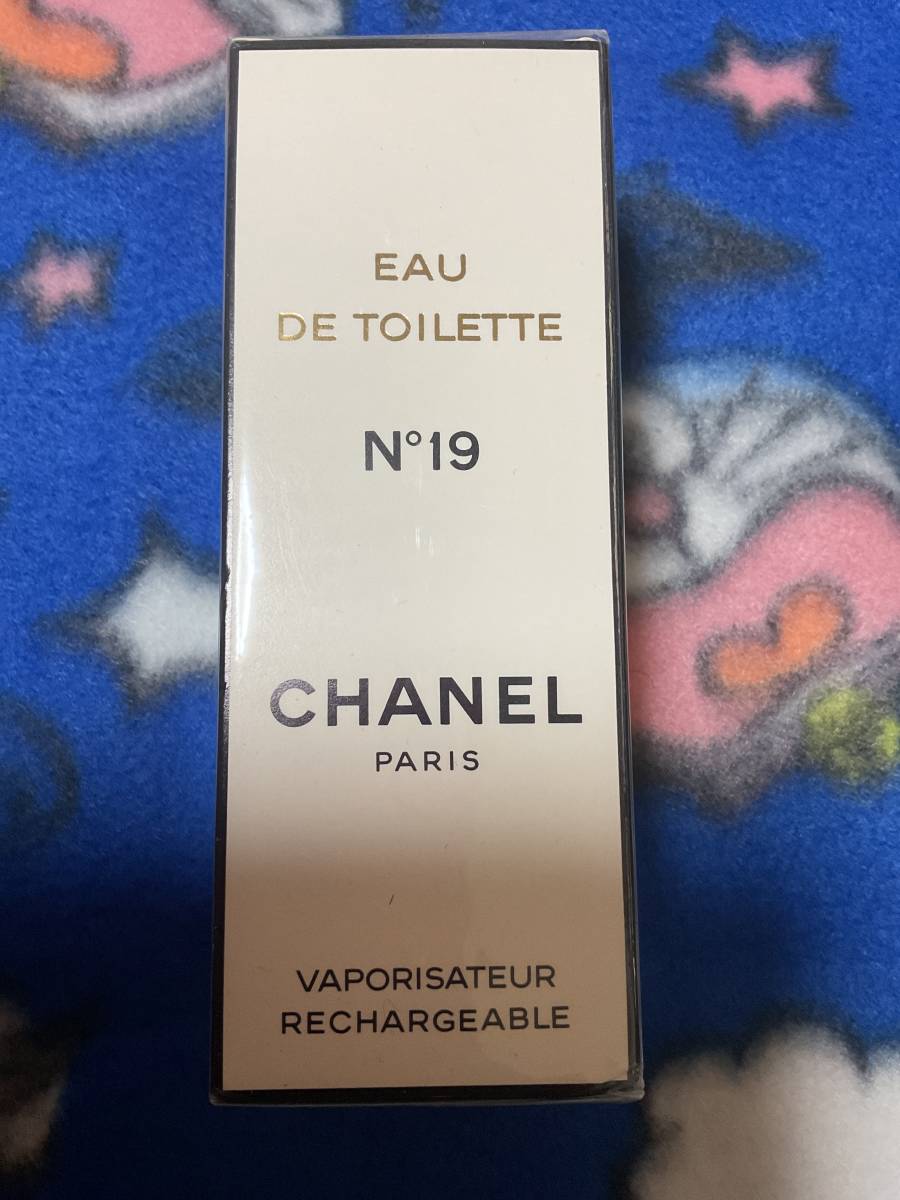 EAU
DE TOILETTE
N°19
CHANEL
PARIS
VAPORISATEUR
RECHARGEABLE